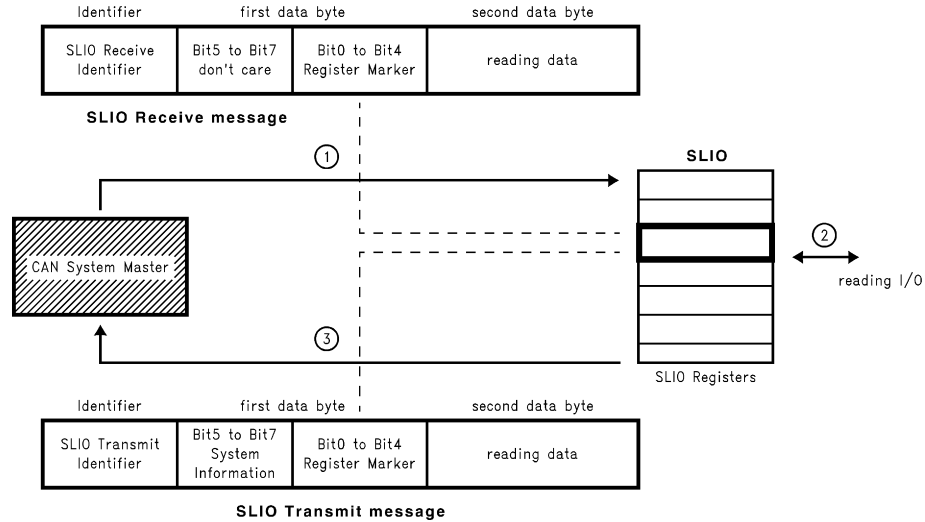 Identifier first data byte second data byte
SLIO Receive Identifier
Bit5 to Bit7 don't care
Bit0 to Bit4 Register Marker
reading data
SLIO Receive message
1
SLIO
CAN System Master
2
reading I/O
3
SLIO Registers
Identifier first data byte second data byte
SLIO Transmit Identifier
Bit5 to Bit7 System Information
Bit0 to Bit4 Register Marker
reading data
SLIO Transmit message